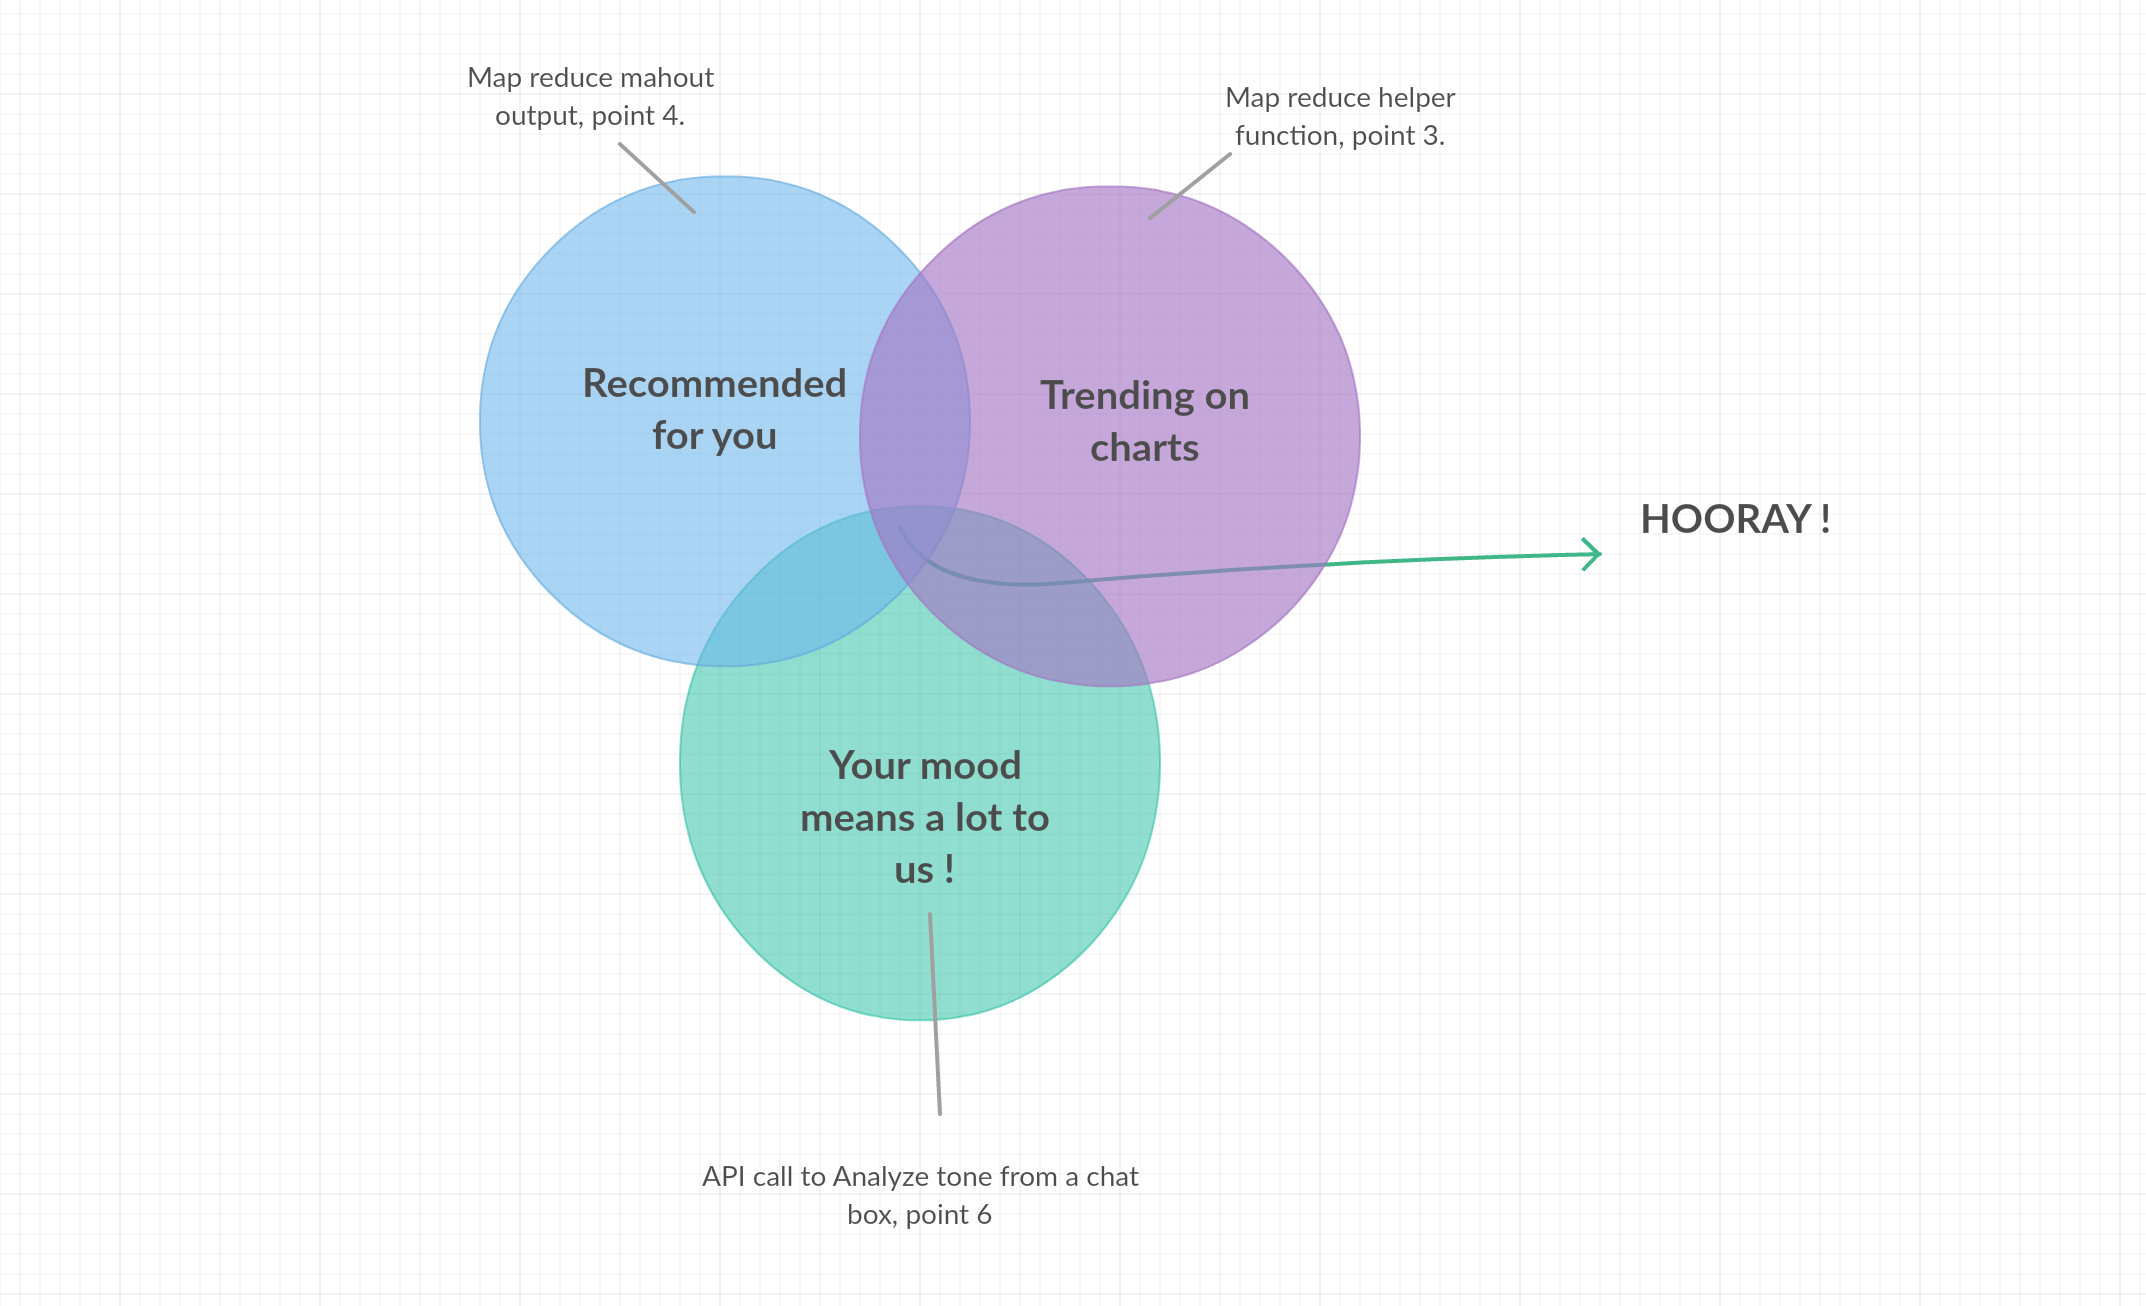 Map reduce mahout
output, point 4.
Map reduce helper
function, point 3.
Recommended
for you
Trending on
charts
HOORAY !
Your mood
means a lot to
us !
API call to Analyze tone from a chat
box, point 6